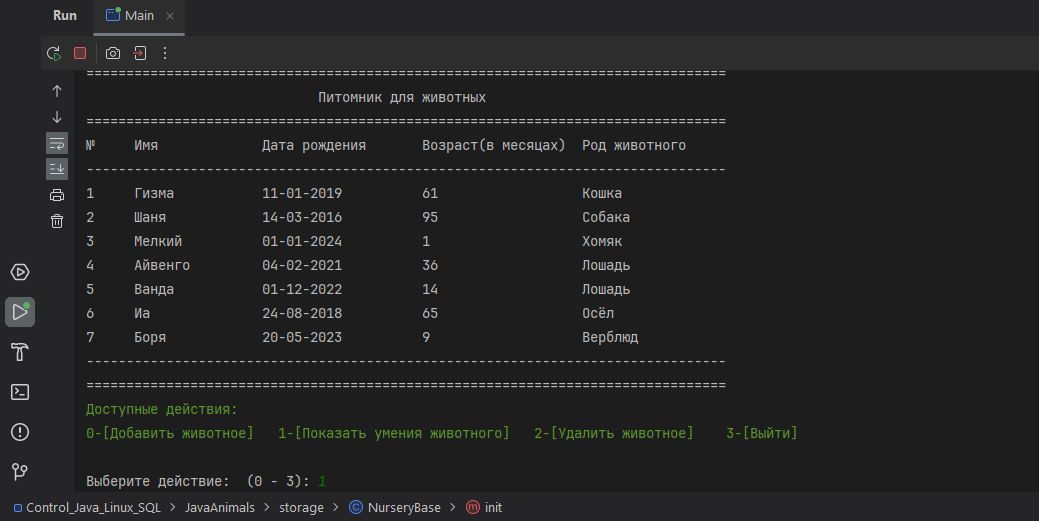 Run Main
================================================================================
Питомник для животных
================================================================================
№ Имя Дата рождения Возраст(в месяцах) Род животного
--------------------------------------------------------------------------------
1 Гизма 11-01-2019 61 Кошка
2 Шаня 14-03-2016 95 Собака
3 Мелкий 01-01-2024 1 Хомяк
4 Айвенго 04-02-2021 36 Лошадь
5 Ванда 01-12-2022 14 Лошадь
6 Иа 24-08-2018 65 Осёл
7 Боря 20-05-2023 9 Верблюд
--------------------------------------------------------------------------------
================================================================================
Доступные действия:
0-[Добавить животное] 1-[Показать умения животного] 2-[Удалить животное] 3-[Выйти]
Выберите действие: (0 - 3): 1
Control_Java_Linux_SQL > JavaAnimals > storage > NurseryBase > init